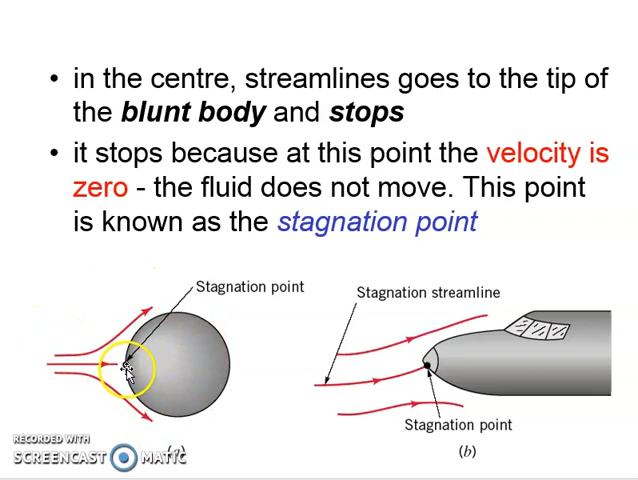 • in the centre, streamlines goes to the tip of
the blunt body and stops
• it stops because at this point the velocity is
zero - the fluid does not move. This point
is known as the stagnation point
Stagnation point
Stagnation streamline
Stagnation point
RECORDED WITH
SCREENCAST MATIC
(a)
(b)